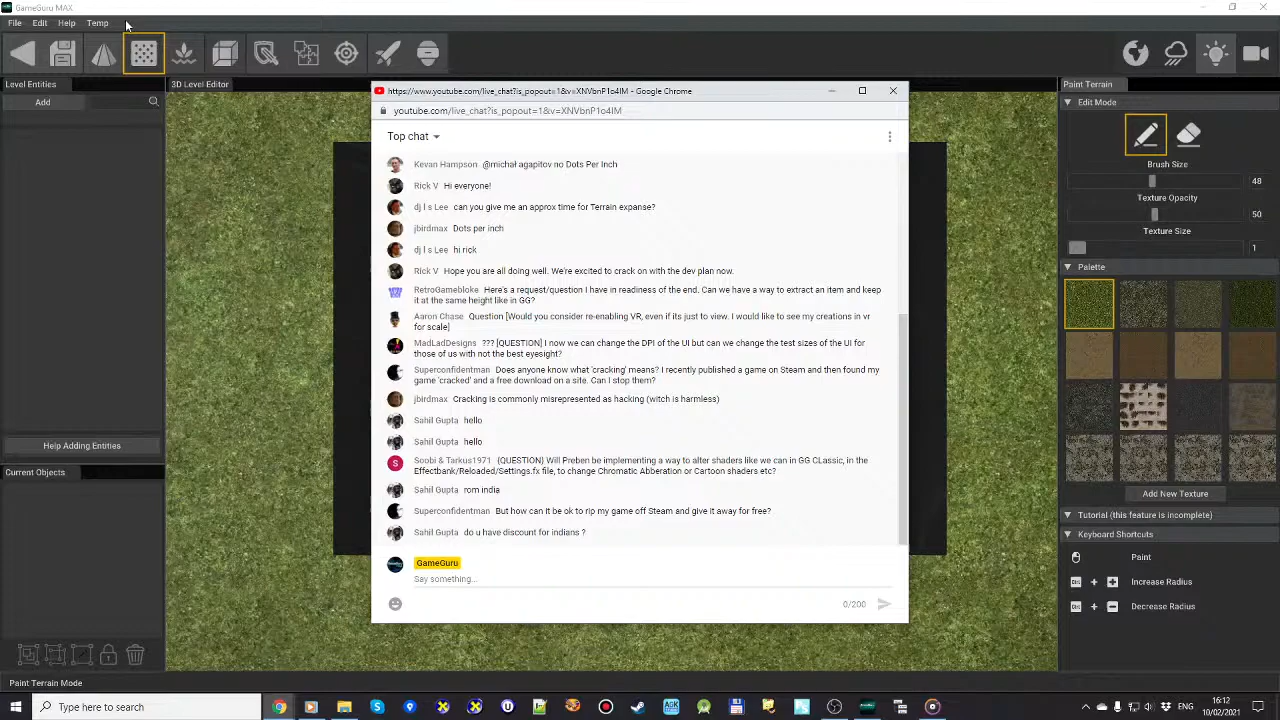 GameGuru MAX
File Edit Help Temp
Level Entities
3D Level Editor
Paint Terrain
Add
https://www.youtube.com/live_chat?is_popout=1&v=XNVbnP1o4IM - Google Chrome
youtube.com/live_chat?is_popout=1&v=XNVbnP1o4IM
Top chat
Kevan Hampson @michał agapitov no Dots Per Inch
Rick V Hi everyone!
dj l s Lee can you give me an approx time for Terrain expanse?
jbirdmax Dots per inch
dj l s Lee hi rick
Rick V Hope you are all doing well. We're excited to crack on with the dev plan now.
RetroGamebloke Here's a request/question I have in readiness of the end. Can we have a way to extract an item and keep
it at the same height like in GG?
Aaron Chase Question [Would you consider re-enabling VR, even if its just to view. I would like to see my creations in vr
for scale]
MadLadDesigns ??? [QUESTION] I now we can change the DPI of the UI but can we change the test sizes of the UI for
those of us with not the best eyesight?
Superconfidentman Does anyone know what 'cracking' means? I recently published a game on Steam and then found my
game 'cracked' and a free download on a site. Can I stop them?
jbirdmax Cracking is commonly misrepresented as hacking (witch is harmless)
Sahil Gupta hello
Sahil Gupta hello
S
Soobi & Tarkus1971 (QUESTION) Will Preben be implementing a way to alter shaders like we can in GG CLassic, in the
Effectbank/Reloaded/Settings.fx file, to change Chromatic Abberation or Cartoon shaders etc?
Sahil Gupta rom india
Superconfidentman But how can it be ok to rip my game off Steam and give it away for free?
Sahil Gupta do u have discount for indians ?
GameGuru
Say something...
0/200
Edit Mode
Brush Size
48
Texture Opacity
50
Texture Size
1
Palette
Add New Texture
Tutorial (this feature is incomplete)
Keyboard Shortcuts
Paint
+ Increase Radius
+ Decrease Radius
Help Adding Entities
Current Objects
Paint Terrain Mode
Type here to search
ENG
16:12
10/02/2021